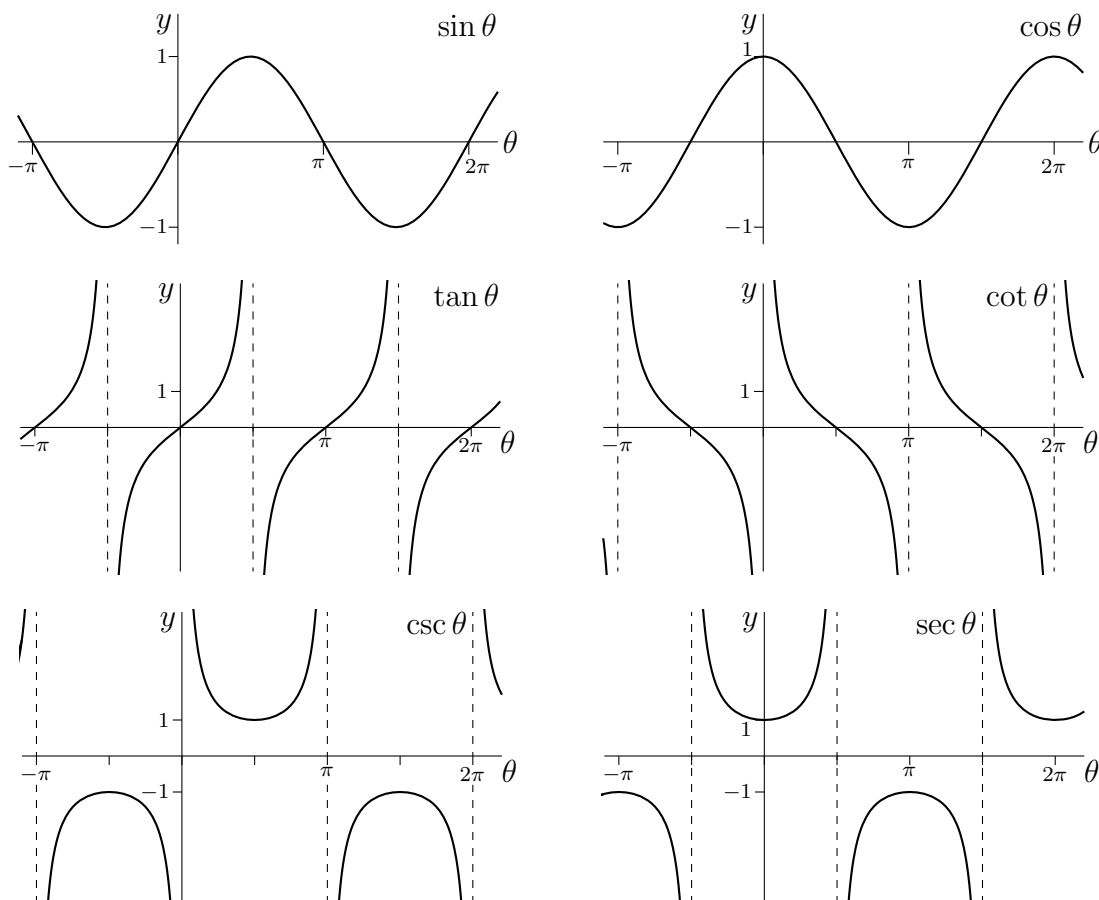 y sin θ
1
−π π 2π θ
−1
y cos θ
1
−π π 2π θ
−1
y tan θ
1
−π π 2π θ
y cot θ
1
−π π 2π θ
y csc θ
1
−π π 2π θ
−1
y sec θ
1
−π π 2π θ
−1